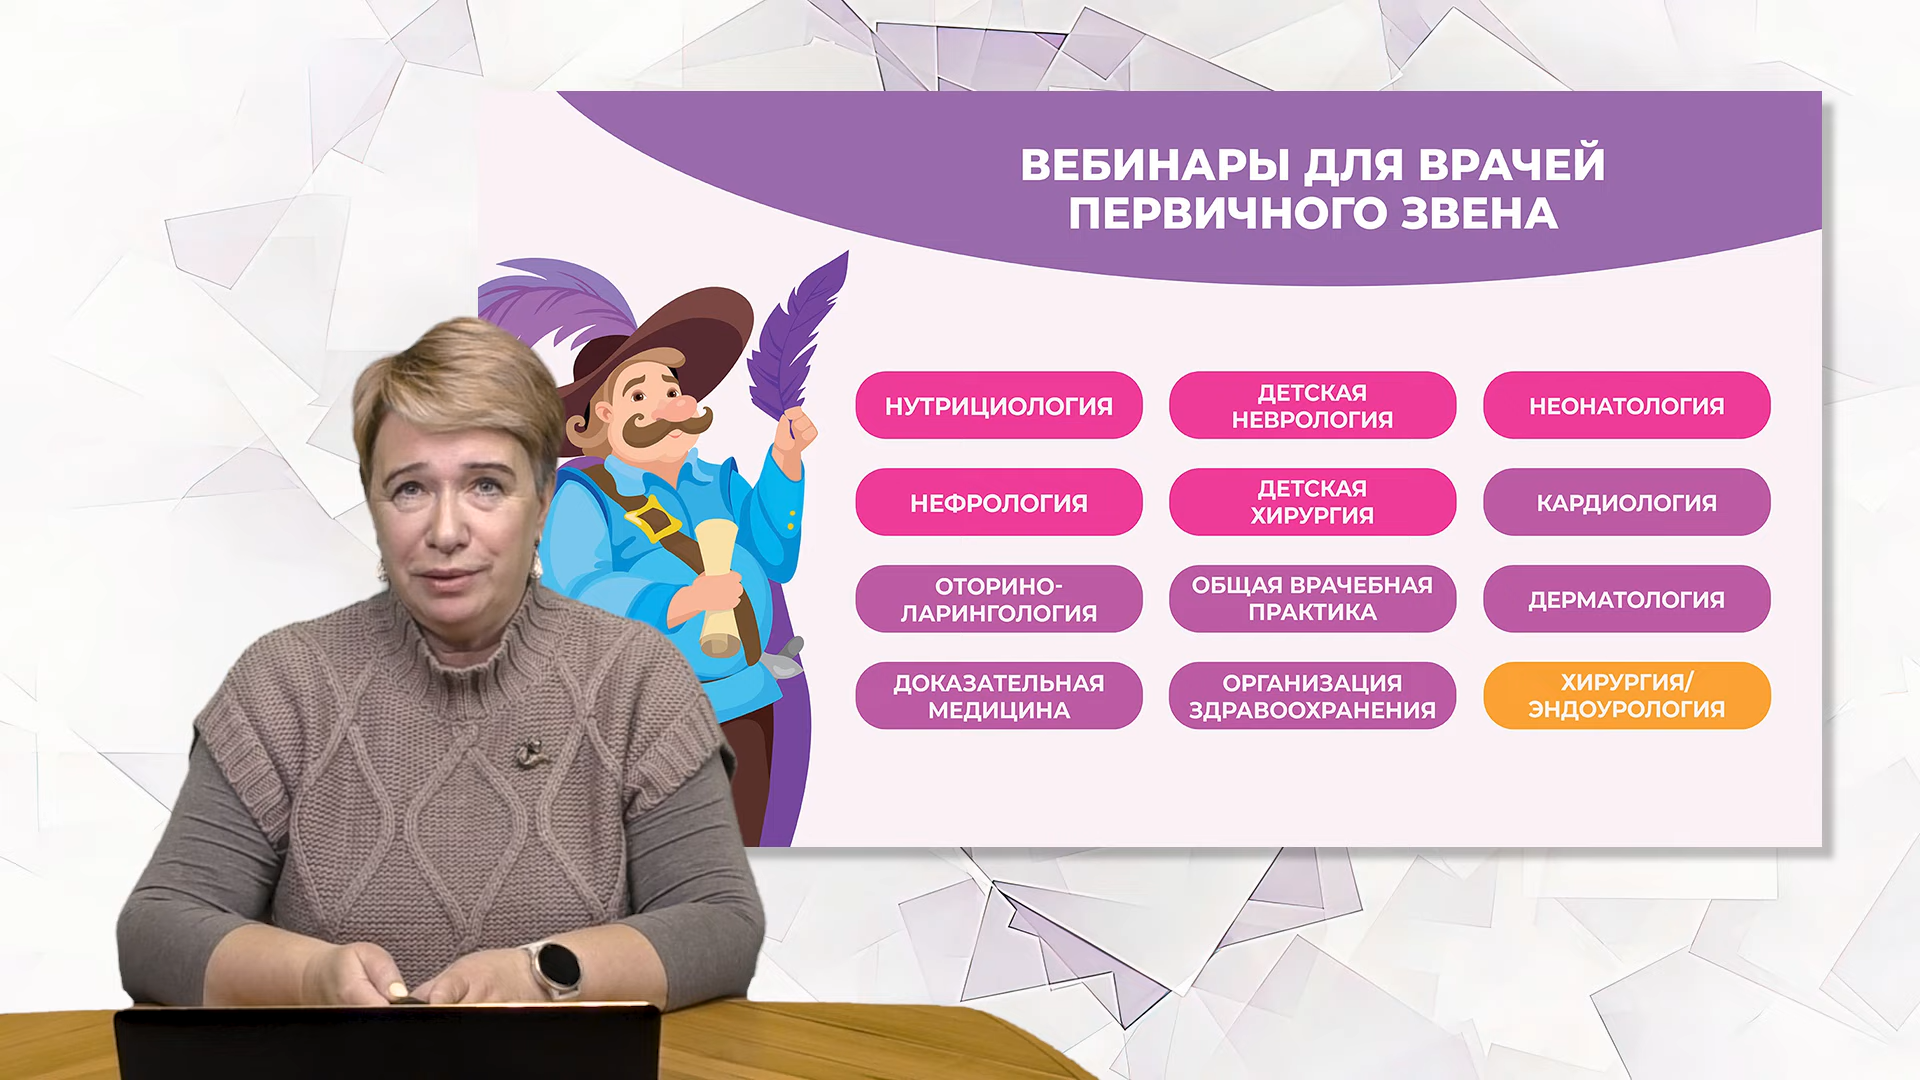 ВЕБИНАРЫ ДЛЯ ВРАЧЕЙ
ПЕРВИЧНОГО ЗВЕНА
НУТРИЦИОЛОГИЯ
ДЕТСКАЯ
НЕВРОЛОГИЯ
НЕОНАТОЛОГИЯ
НЕФРОЛОГИЯ
ДЕТСКАЯ
ХИРУРГИЯ
КАРДИОЛОГИЯ
ОТОРИНО-
ЛАРИНГОЛОГИЯ
ОБЩАЯ ВРАЧЕБНАЯ
ПРАКТИКА
ДЕРМАТОЛОГИЯ
ДОКАЗАТЕЛЬНАЯ
МЕДИЦИНА
ОРГАНИЗАЦИЯ
ЗДРАВООХРАНЕНИЯ
ХИРУРГИЯ/
ЭНДОУРОЛОГИЯ